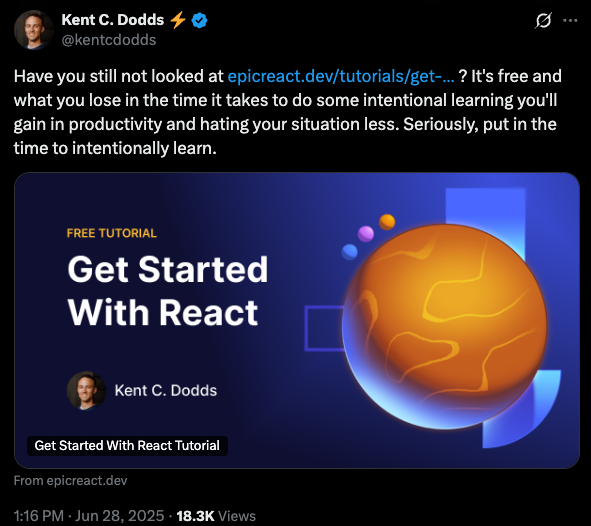 Kent C. Dodds ⚡
@kentcdodds
Have you still not looked at epicreact.dev/tutorials/get-... ? It's free and
what you lose in the time it takes to do some intentional learning you'll
gain in productivity and hating your situation less. Seriously, put in the
time to intentionally learn.
FREE TUTORIAL
Get Started
With React
Kent C. Dodds
Get Started With React Tutorial
From epicreact.dev
1:16 PM · Jun 28, 2025 · 18.3K Views